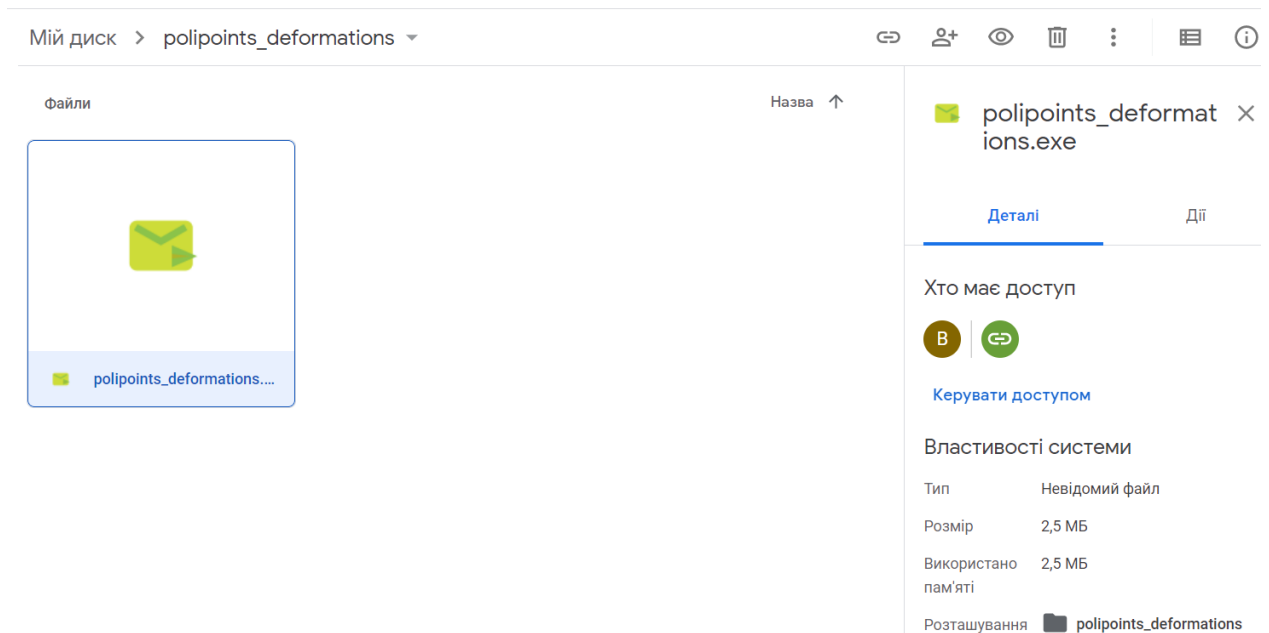 Мій диск > polipoints_deformations
Файли
Назва
polipoints_deformations....
polipoints_deformat
ions.exe
Деталі Дії
Хто має доступ
B
Керувати доступом
Властивості системи
Тип Невідомий файл
Розмір 2,5 МБ
Використано 2,5 МБ
пам'яті
Розташування polipoints_deformations